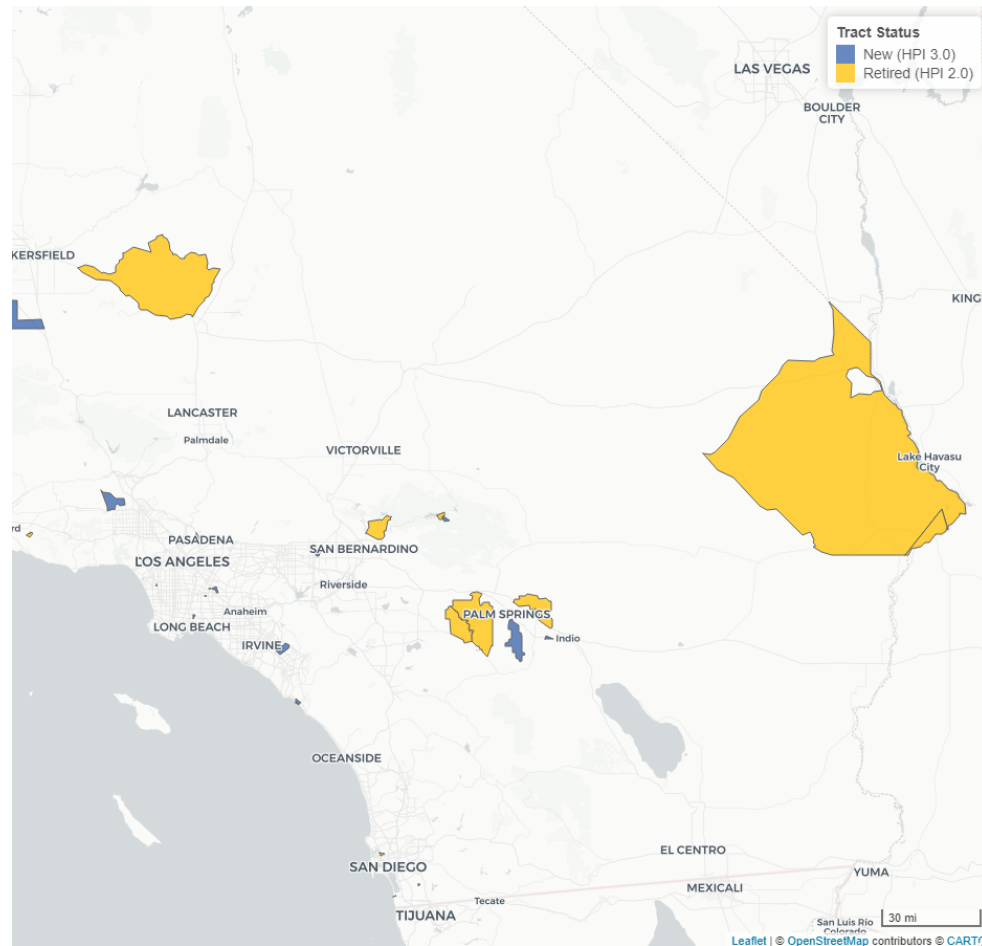 Tract Status
New (HPI 3.0)
Retired (HPI 2.0)
LAS VEGAS
BOULDER
CITY
KERSFIELD
KING
LANCASTER
Palmdale
VICTORVILLE
Lake Havasu
City
rd
PASADENA
SAN BERNARDINO
LOS ANGELES
Riverside
Anaheim
PALM SPRINGS
LONG BEACH
Indio
IRVINE
OCEANSIDE
EL CENTRO
SAN DIEGO
YUMA
MEXICALI
Tecate
TIJUANA
30 mi
San Luis Río
Colorado
Leaflet | © OpenStreetMap contributors © CARTO